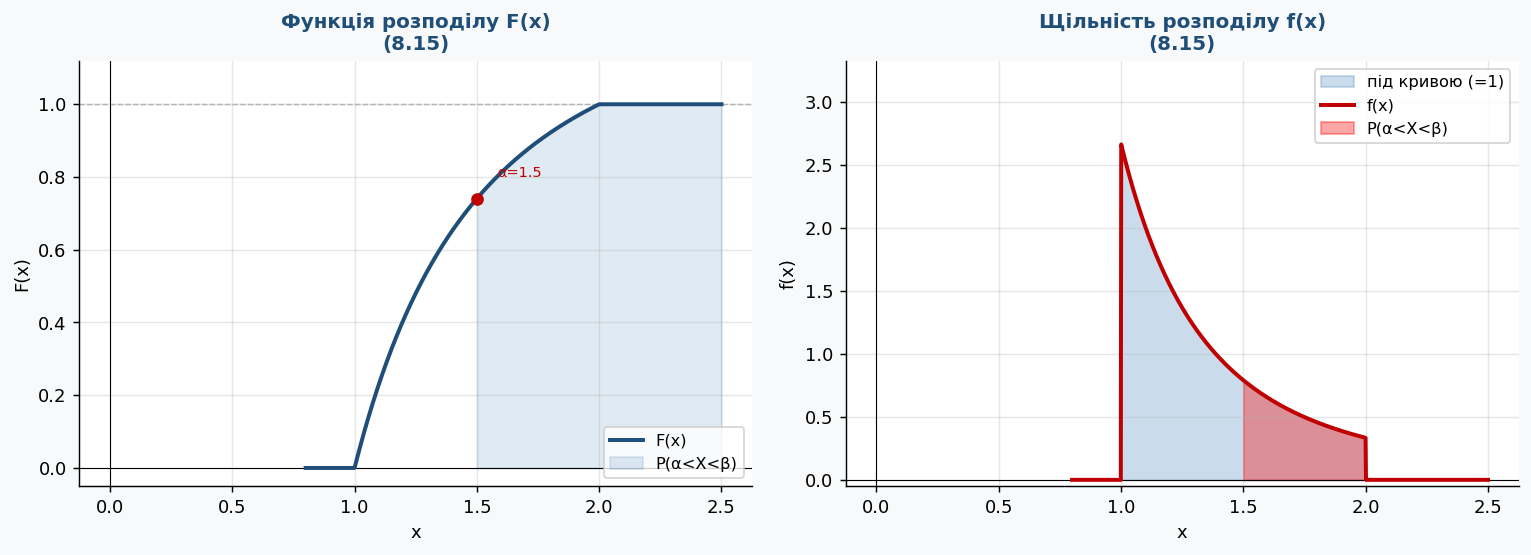 Функція розподілу F(x)
(8.15)
F(x)
1.0
0.8
0.6
0.4
0.2
0.0
α=1.5
F(x)
P(α<X<β)
0.0 0.5 1.0 1.5 2.0 2.5
x
Щільність розподілу f(x)
(8.15)
f(x)
3.0
2.5
2.0
1.5
1.0
0.5
0.0
під кривою (=1)
f(x)
P(α<X<β)
0.0 0.5 1.0 1.5 2.0 2.5
x